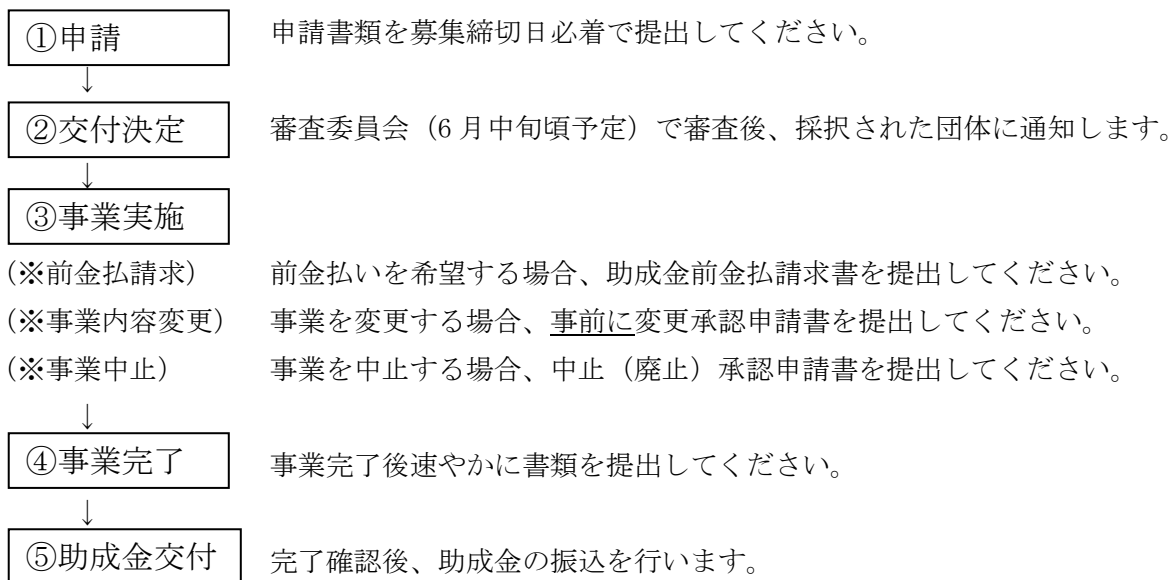 ①申請 申請書類を募集締切日必着で提出してください。
↓
②交付決定 審査委員会（6月中旬頃予定）で審査後、採択された団体に通知します。
↓
③事業実施
(※前金払請求) 前金払いを希望する場合、助成金前金払請求書を提出してください。
(※事業内容変更) 事業を変更する場合、事前に変更承認申請書を提出してください。
(※事業中止) 事業を中止する場合、中止（廃止）承認申請書を提出してください。
↓
④事業完了 事業完了後速やかに書類を提出してください。
↓
⑤助成金交付 完了確認後、助成金の振込を行います。